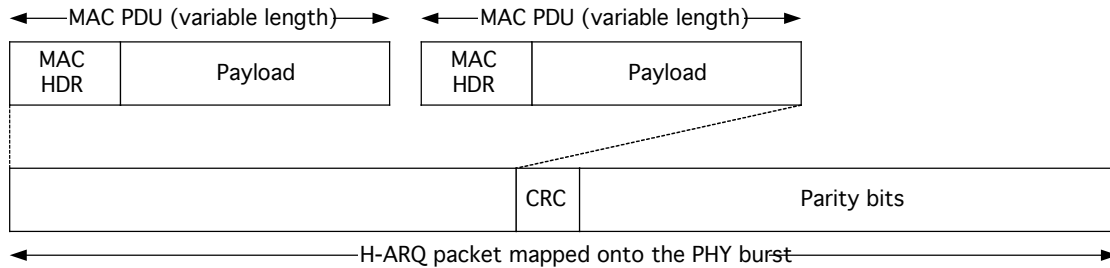 MAC PDU (variable length)
MAC PDU (variable length)
MAC
HDR
Payload
MAC
HDR
Payload
CRC
Parity bits
H-ARQ packet mapped onto the PHY burst